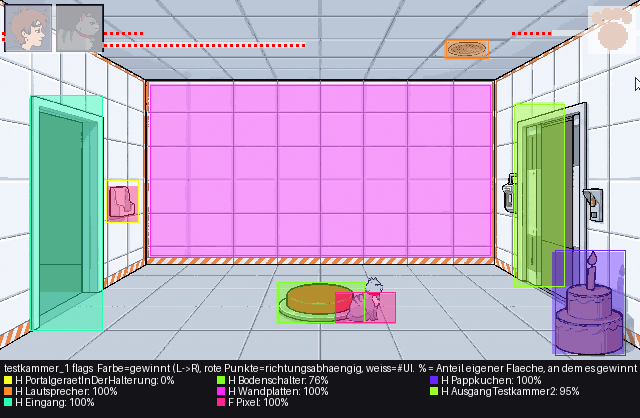 testkammer_1 flags Farbe=gewinnt (L->R), rote Punkte=richtungsabhaengig, weiss=#UI. % = Anteil eigener Flaeche, an dem es gewinnt
H PortalgeraetInDerHalterung: 0%
H Bodenschalter: 76%
H Pappkuchen: 100%
H Lautsprecher: 100%
H Wandplatten: 100%
H AusgangTestkammer2: 95%
H Eingang: 100%
F Pixel: 100%